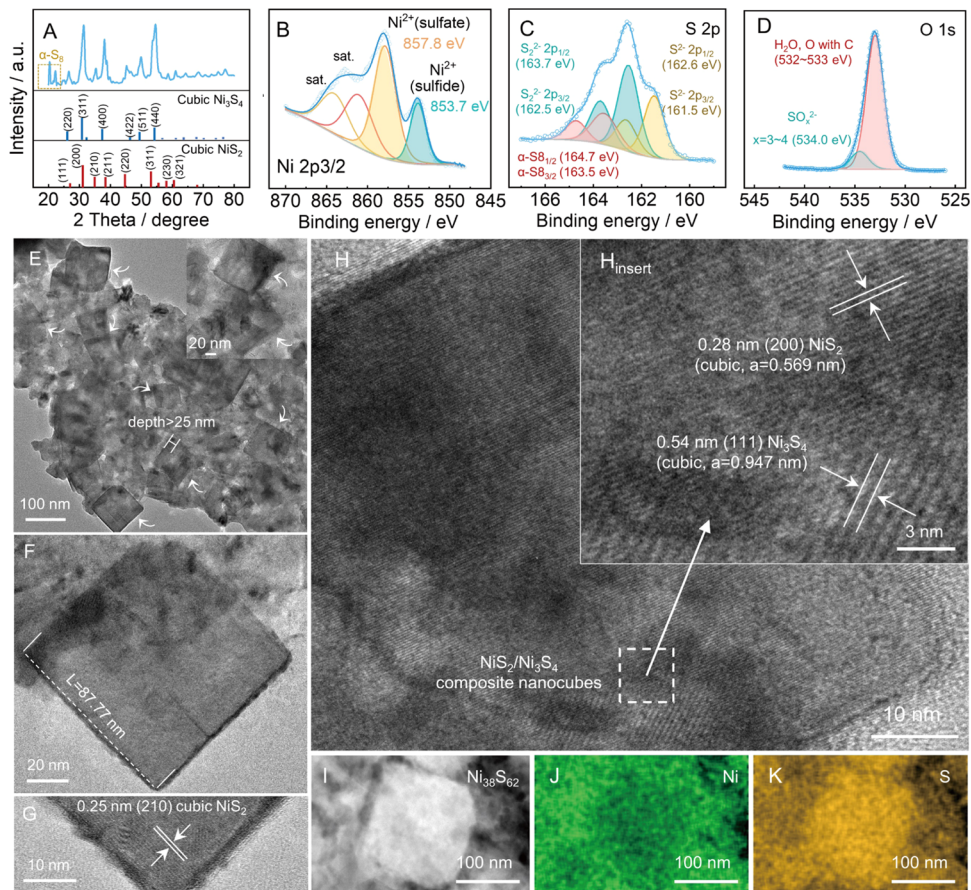 A
Intensity / a.u.
α-S8
Cubic Ni3S4
(220)
(311)
(400)
(422)
(511)
(440)
Cubic NiS2
(111)
(200)
(210)
(211)
(220)
(311)
(230)
(321)
20 30 40 50 60 70 80
2 Theta / degree
B
Ni2+(sulfate)
857.8 eV
sat.
sat.
Ni2+
(sulfide)
853.7 eV
Ni 2p3/2
870 865 860 855 850 845
Binding energy / eV
C
S 2p
S22- 2p1/2
(163.7 eV)
S2- 2p1/2
(162.6 eV)
S22- 2p3/2
(162.5 eV)
S2- 2p3/2
(161.5 eV)
α-S81/2 (164.7 eV)
α-S83/2 (163.5 eV)
166 164 162 160
Binding energy / eV
D
O 1s
H2O, O with C
(532~533 eV)
SOx2-
x=3~4 (534.0 eV)
545 540 535 530 525
Binding energy / eV
E
20 nm
depth>25 nm
100 nm
F
L=87.77 nm
20 nm
G
0.25 nm (210) cubic NiS2
10 nm
H
NiS2/Ni3S4
composite nanocubes
10 nm
Hinsert
0.28 nm (200) NiS2
(cubic, a=0.569 nm)
0.54 nm (111) Ni3S4
(cubic, a=0.947 nm)
3 nm
I
Ni38S62
100 nm
J
Ni
100 nm
K
S
100 nm